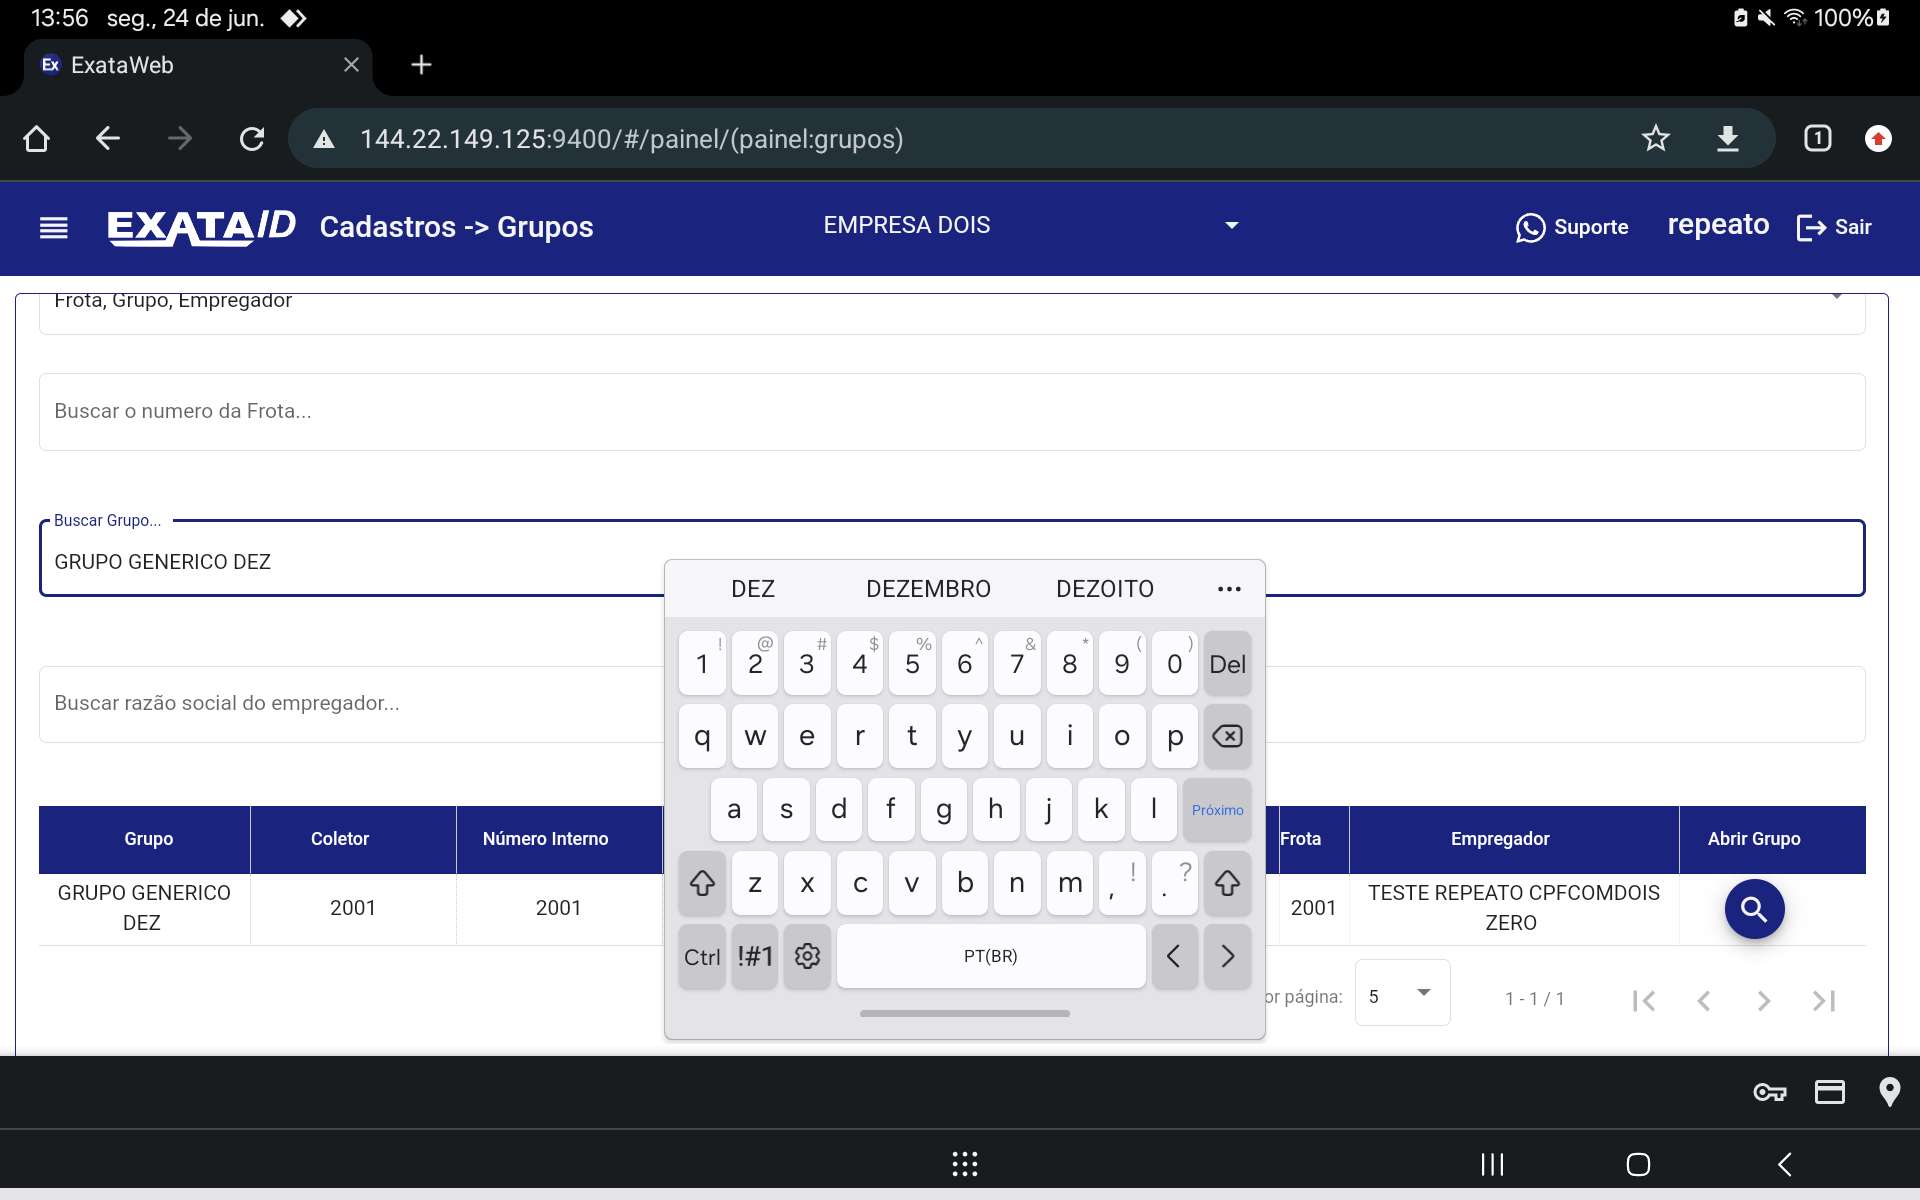 13:56 seg., 24 de jun. 100%
Ex ExataWeb
144.22.149.125:9400/#/painel/(painel:grupos) 1
EXATA/D Cadastros -> Grupos EMPRESA DOIS Suporte repeato Sair
Frota, Grupo, Empregador
Buscar o numero da Frota...
Buscar Grupo...
GRUPO GENERICO DEZ
DEZ DEZEMBRO DEZOITO ...
! @ # $ % ^ & * ( )
1 2 3 4 5 6 7 8 9 0 Del
Buscar razão social do empregador...
q w e r t y u i o p
a s d f g h j k l Próximo
Grupo Coletor Número Interno Frota Empregador Abrir Grupo
z x c v b n m , ! . ?
GRUPO GENERICO DEZ 2001 2001 2001 TESTE REPEATO CPFCOMDOIS ZERO
Ctrl !#1 PT(BR) < >
or página: 5 1 - 1 / 1